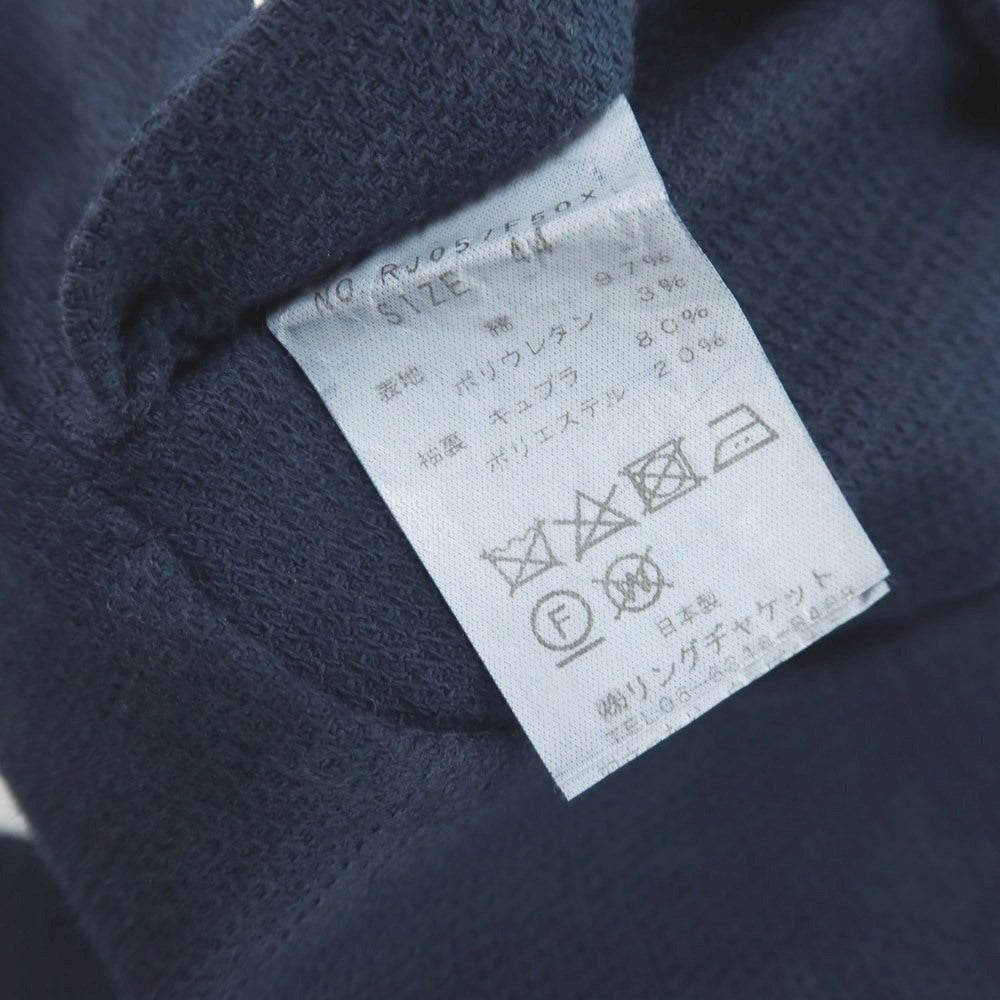 NO RJ05/F50X
SIZE 44
表地 綿 97%
ポリウレタン 3%
袖裏 キュプラ 80%
ポリエステル 20%
F
W
日本製
㈱リングヂャケット
TEL06-